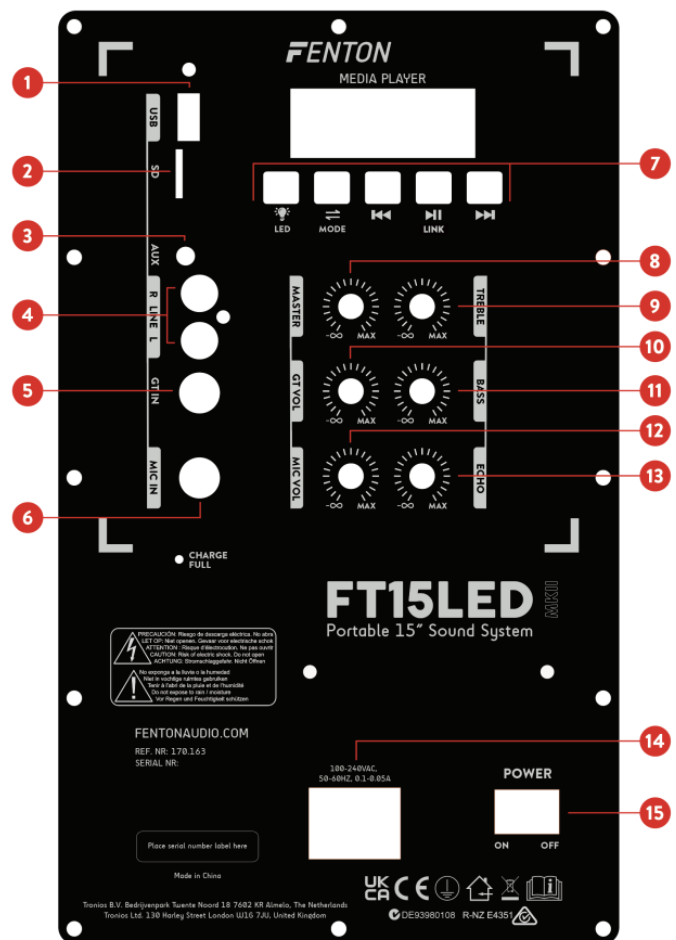 FENTON
MEDIA PLAYER
1
USB
2
SD
7
LED
MODE
LINK
3
AUX
4
R LINE L
5
GT IN
6
MIC IN
8
MASTER
-∞ MAX
-∞ MAX
TREBLE
9
10
GT VOL
-∞ MAX
-∞ MAX
BASS
11
12
MIC VOL
-∞ MAX
-∞ MAX
ECHO
13
CHARGE
FULL
FT15LED MKII
Portable 15" Sound System
PRECAUCIÓN: Riesgo de descarga eléctrica. No abra
LET OP: Niet openen. Gevaar voor electrische schok
ATTENTION : Risque d'électrocution. Ne pas ouvrir
CAUTION: Risk of electric shock. Do not open
ACHTUNG: Stromschlaggefahr. Nicht Öffnen
No exponga a la lluvia o la humedad
Niet in vochtige ruimtes gebruiken
Tenir à l'abri de la pluie et de l'humidité
Do not expose to rain / moisture
Vor Regen und Feuchtigkeit schützen
FENTONAUDIO.COM
REF. NR: 170.163
SERIAL NR:
14
100-240VAC,
50-60HZ, 0.1-0.05A
POWER
15
ON OFF
Place serial number label here
Made in China
UK
CA CE
Tronios B.V. Bedrijvenpark Twente Noord 18 7602 KR Almelo, The Netherlands
Tronios Ltd. 130 Harley Street London W1G 7JU, United Kingdom
DE93980108 R-NZ E4351